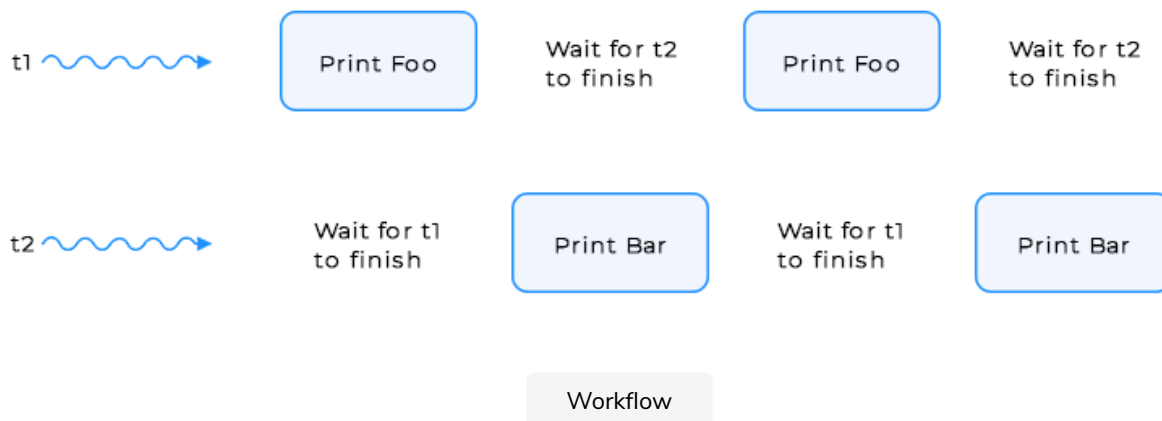 t1
Print Foo
Wait for t2
to finish
Print Foo
Wait for t2
to finish
t2
Wait for t1
to finish
Print Bar
Wait for t1
to finish
Print Bar
Workflow